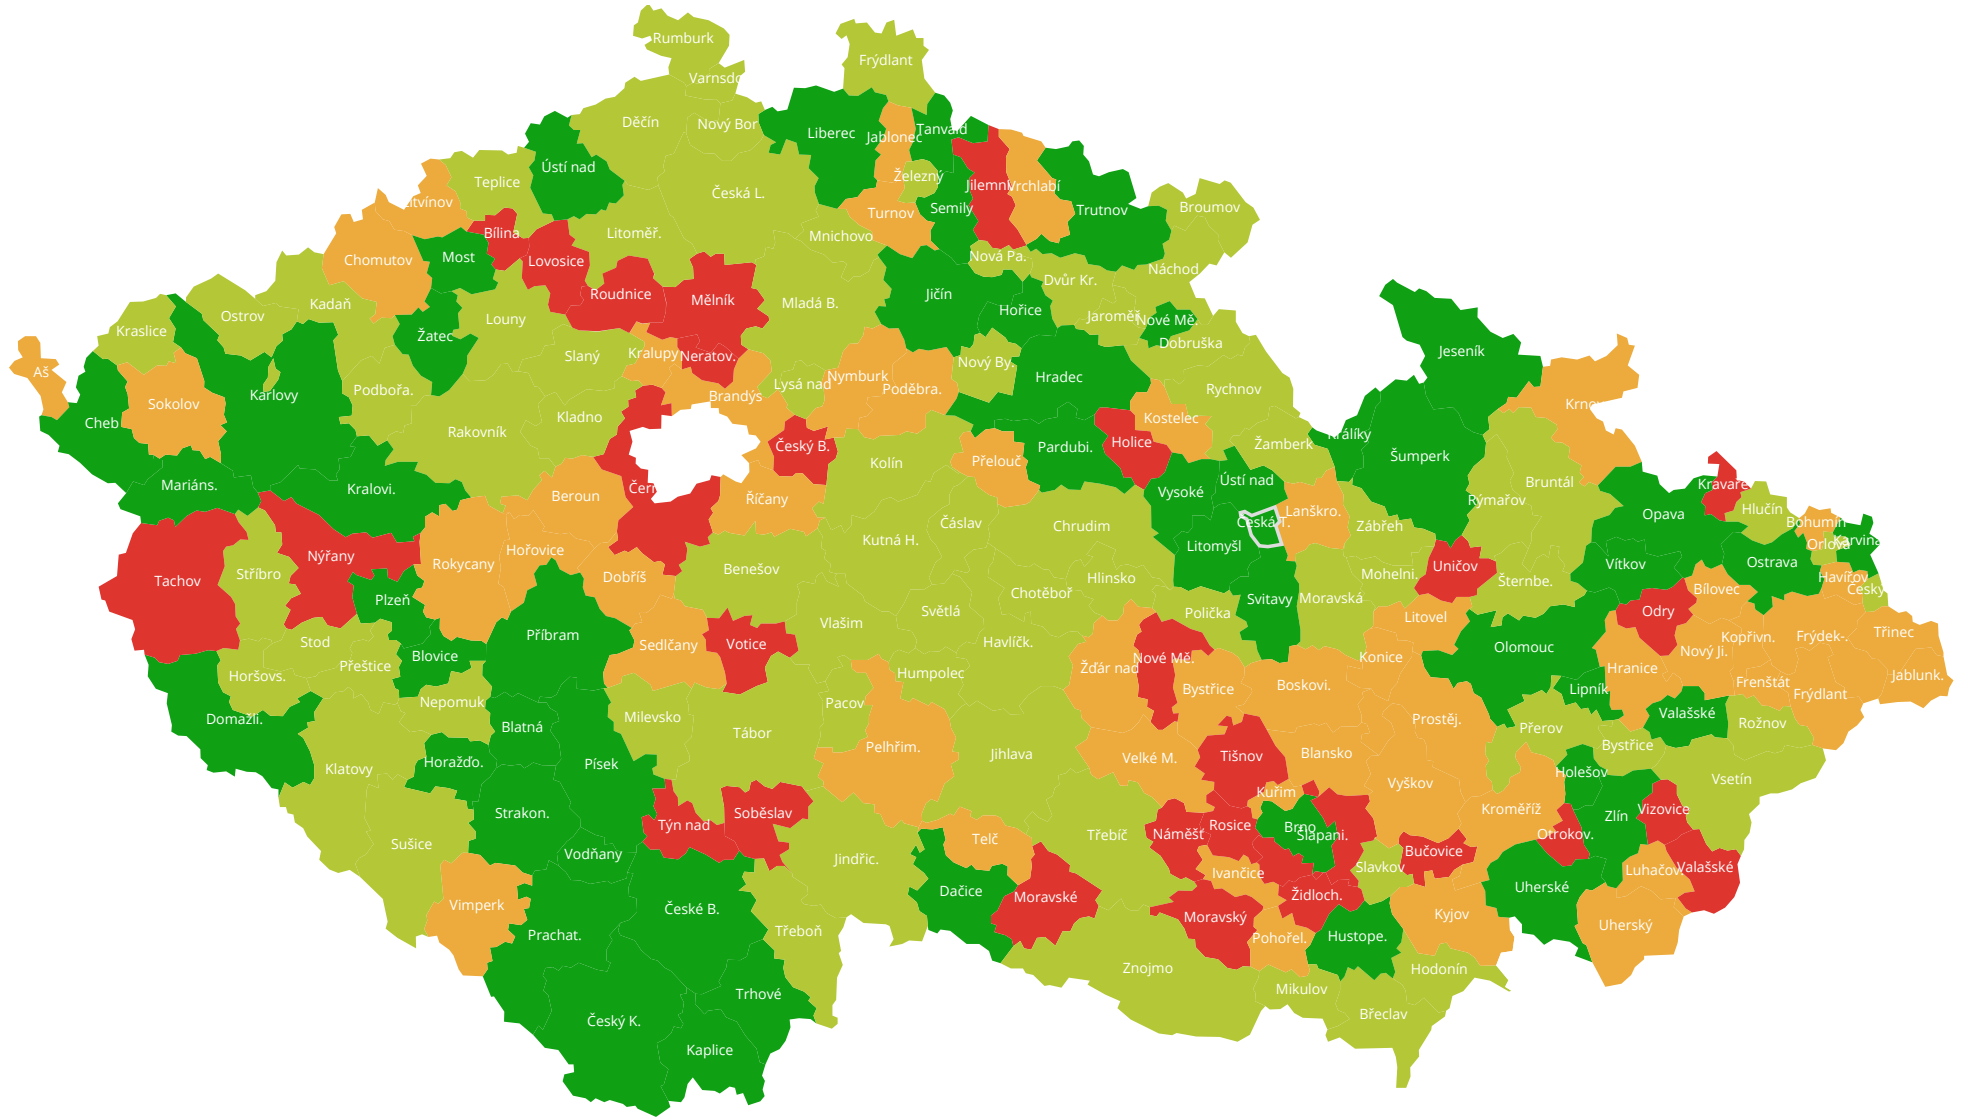 Rumburk
Frýdlant
Varnsdo
Děčín
Nový Bor
Liberec
Jablonec
Tanvald
Ústí nad
Teplice
Železný
Česká L.
Jilemni
Vrchlabí
Litvínov
Turnov
Semily
Trutnov
Broumov
Bílina
Litoměř.
Mnichovo
Most
Chomutov
Lovosice
Nová Pa.
Náchod
Roudnice
Mělník
Mladá B.
Jičín
Dvůr Kr.
Kadaň
Ostrov
Kraslice
Louny
Žatec
Hořice
Jaroměř
Nové Mě.
Dobruška
Slaný
Kralupy
Neratov.
Jeseník
Aš
Podbořa.
Lysá nad
Nymburk
Poděbra.
Nový By.
Hradec
Rychnov
Karlovy
Sokolov
Brandýs
Kladno
Krnov
Cheb
Rakovník
Kostelec
Český B.
Holice
Pardubi.
Žamberk
Králíky
Šumperk
Kolín
Přelouč
Mariáns.
Kralovi.
Beroun
Čern
Říčany
Vysoké
Ústí nad
Bruntál
Rýmařov
Kravaře
Čáslav
Chrudim
Lanškro.
Česká T.
Zábřeh
Opava
Hlučín
Bohumín
Kutná H.
Litomyšl
Orlová
Karviná
Nýřany
Hořovice
Rokycany
Tachov
Stříbro
Dobříš
Benešov
Hlinsko
Chotěboř
Mohelni.
Uničov
Šternbe.
Vítkov
Ostrava
Havířov
Český
Bílovec
Plzeň
Svitavy
Moravská
Polička
Světlá
Vlašim
Litovel
Odry
Příbram
Sedlčany
Votice
Havlíčk.
Stod
Přeštice
Blovice
Olomouc
Kopřivn.
Frýdek-.
Třinec
Nový Ji.
Konice
Nové Mě.
Žďár nad
Humpolec
Hranice
Horšovs.
Jablunk.
Boskovi.
Bystřice
Lipník
Frenštát
Frýdlant
Nepomuk
Pacov
Domažli.
Blatná
Milevsko
Tábor
Valašské
Rožnov
Prostěj.
Přerov
Bystřice
Pelhřim.
Jihlava
Velké M.
Tišnov
Blansko
Klatovy
Horažďo.
Písek
Holešov
Vsetín
Vyškov
Kuřim
Strakon.
Týn nad
Soběslav
Kroměříž
Zlín
Vizovice
Telč
Třebíč
Náměšť
Rosice
Brno
Šlapani.
Otrokov.
Sušice
Vodňany
Jindřic.
Bučovice
Slavkov
Ivančice
Luhačov
Valašské
Dačice
Moravské
Židloch.
Uherské
Vimperk
České B.
Moravský
Kyjov
Uherský
Prachat.
Třeboň
Pohořel.
Hustope.
Znojmo
Hodonín
Mikulov
Trhové
Břeclav
Český K.
Kaplice